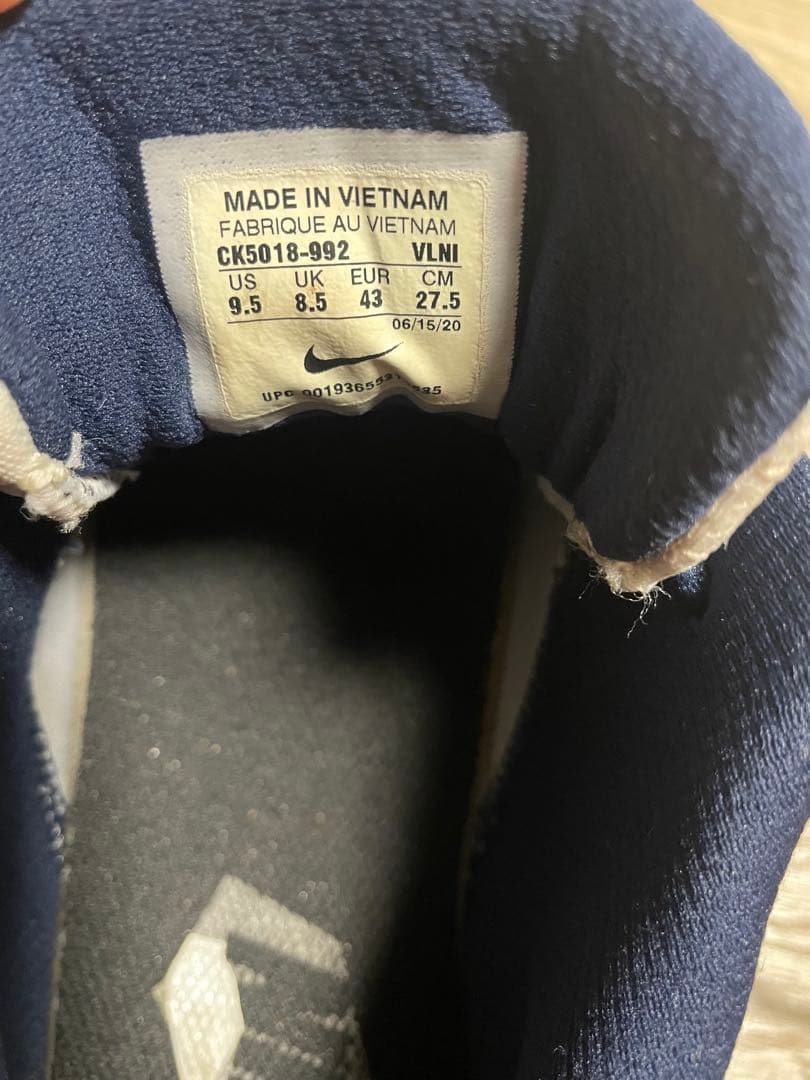 MADE IN VIETNAM
FABRIQUE AU VIETNAM
CK5018-992 VLNI
US UK EUR CM
9.5 8.5 43 27.5
06/15/20
UPC